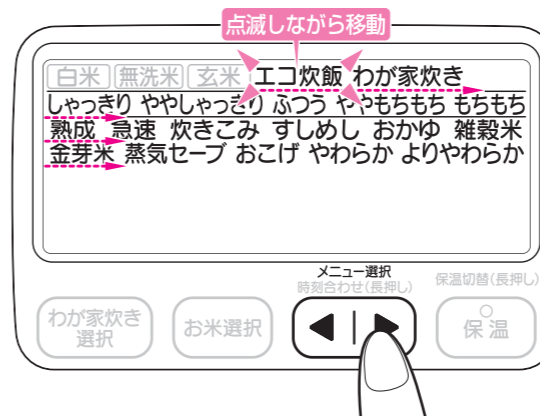 点滅しながら移動
白米 無洗米 玄米 エコ炊飯 わが家炊き
しゃっきり ややしゃっきり ふつう ややもちもち もちもち
熟成 急速 炊きこみ すしめし おかゆ 雑穀米
金芽米 蒸気セーブ おこげ やわらか よりやわらか
メニュー選択
時刻合わせ(長押し)
保温切替(長押し)
わが家炊き
選択
お米選択
保温